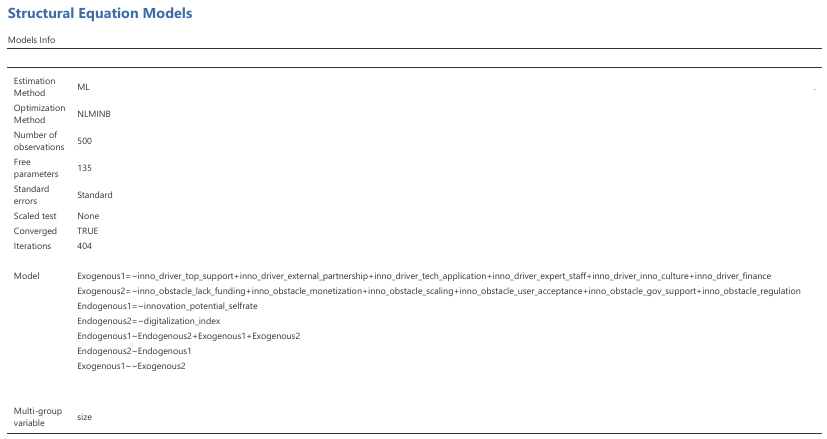 Structural Equation Models
Models Info
Estimation
Method
ML
.
Optimization
Method
NLMINB
Number of
observations
500
Free
parameters
135
Standard
errors
Standard
Scaled test
None
Converged
TRUE
Iterations
404
Model
Exogenous1=~inno_driver_top_support+inno_driver_external_partnership+inno_driver_tech_application+inno_driver_expert_staff+inno_driver_inno_culture+inno_driver_finance
Exogenous2=~inno_obstacle_lack_funding+inno_obstacle_monetization+inno_obstacle_scaling+inno_obstacle_user_acceptance+inno_obstacle_gov_support+inno_obstacle_regulation
Endogenous1=~innovation_potential_selfrate
Endogenous2=~digitalization_index
Endogenous1~Endogenous2+Exogenous1+Exogenous2
Endogenous2~Endogenous1
Exogenous1~~Exogenous2
Multi-group
variable
size